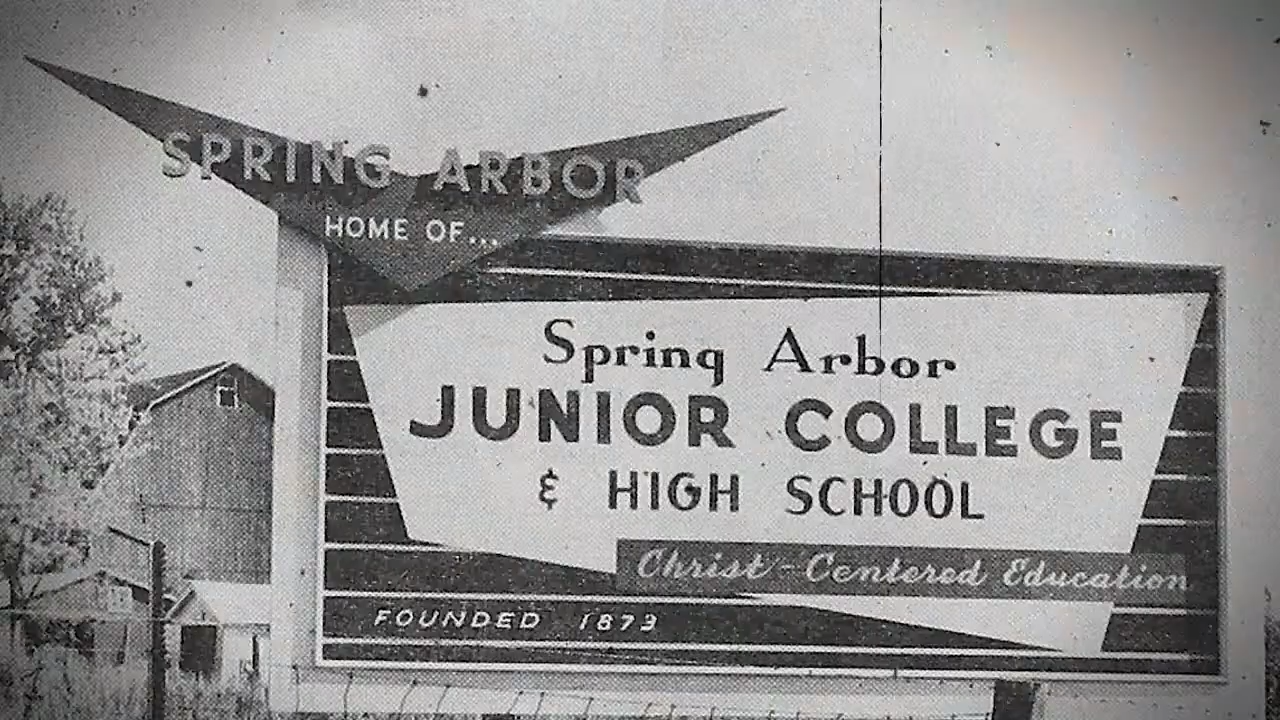 SPRING ARBOR
HOME OF...
Spring Arbor
JUNIOR COLLEGE
& HIGH SCHOOL
Christ-Centered Education
FOUNDED 1873